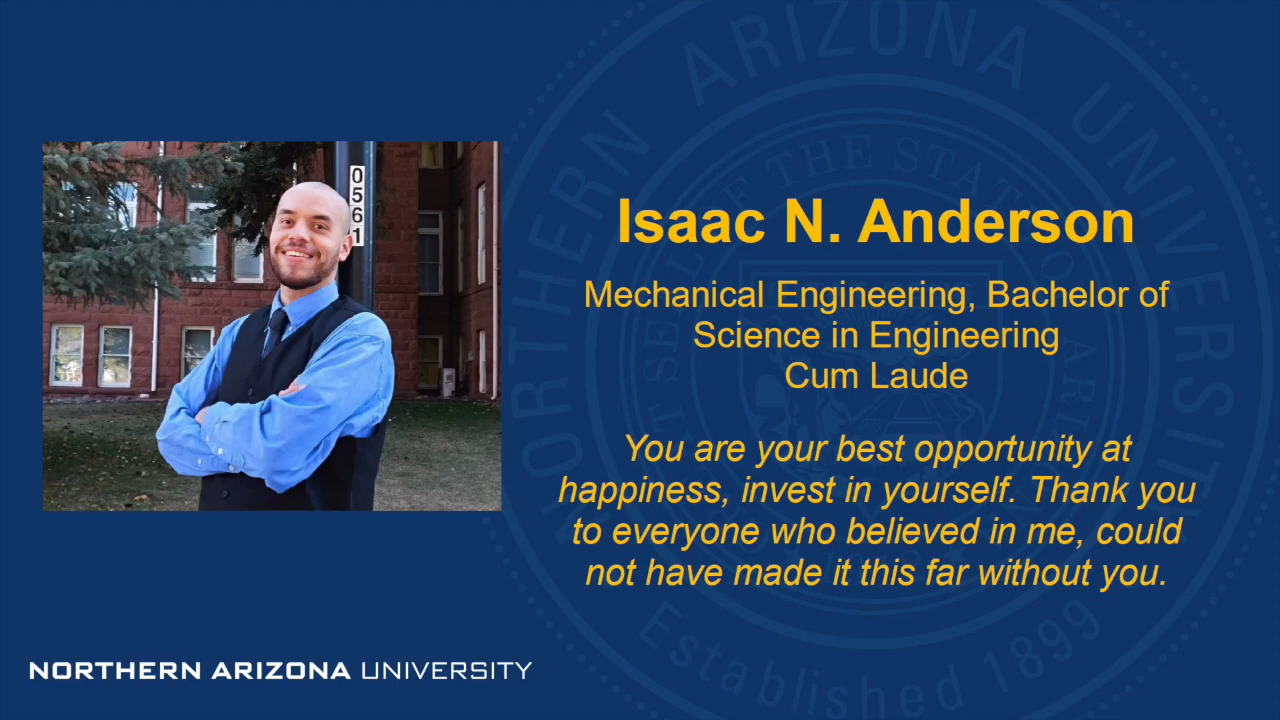 NORTHERN ARIZONA UNIVERSITY
THE STATE
0561
Isaac N. Anderson
Mechanical Engineering, Bachelor of
Science in Engineering
Cum Laude
You are your best opportunity at
happiness, invest in yourself. Thank you
to everyone who believed in me, could
not have made it this far without you.
Established 1899
NORTHERN ARIZONA UNIVERSITY